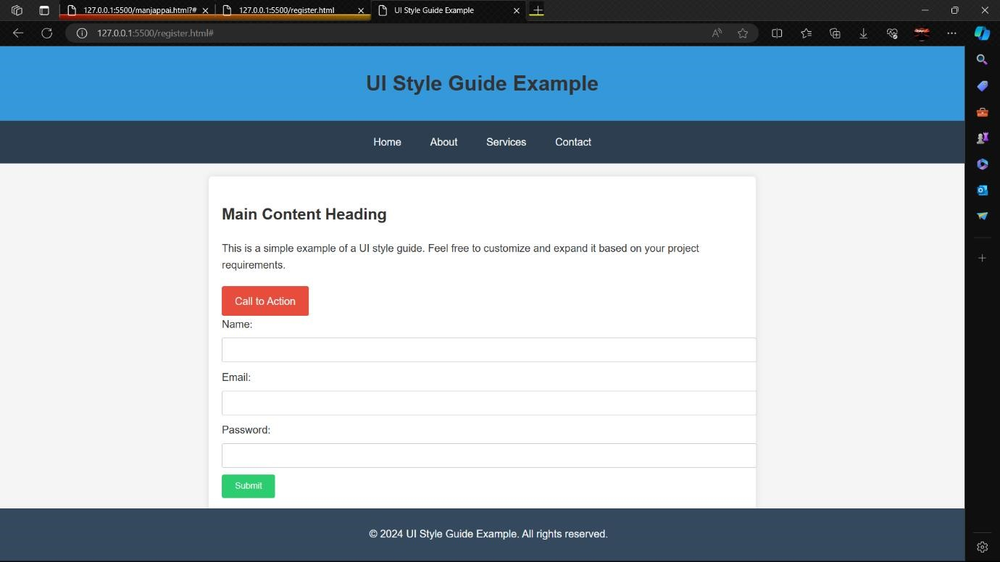 127.0.0.1:5500/manjappai.html?#
127.0.0.1:5500/register.html
UI Style Guide Example
127.0.0.1:5500/register.html#
UI Style Guide Example
Home
About
Services
Contact
Main Content Heading
This is a simple example of a UI style guide. Feel free to customize and expand it based on your project
requirements.
Call to Action
Name:
Email:
Password:
Submit
© 2024 UI Style Guide Example. All rights reserved.